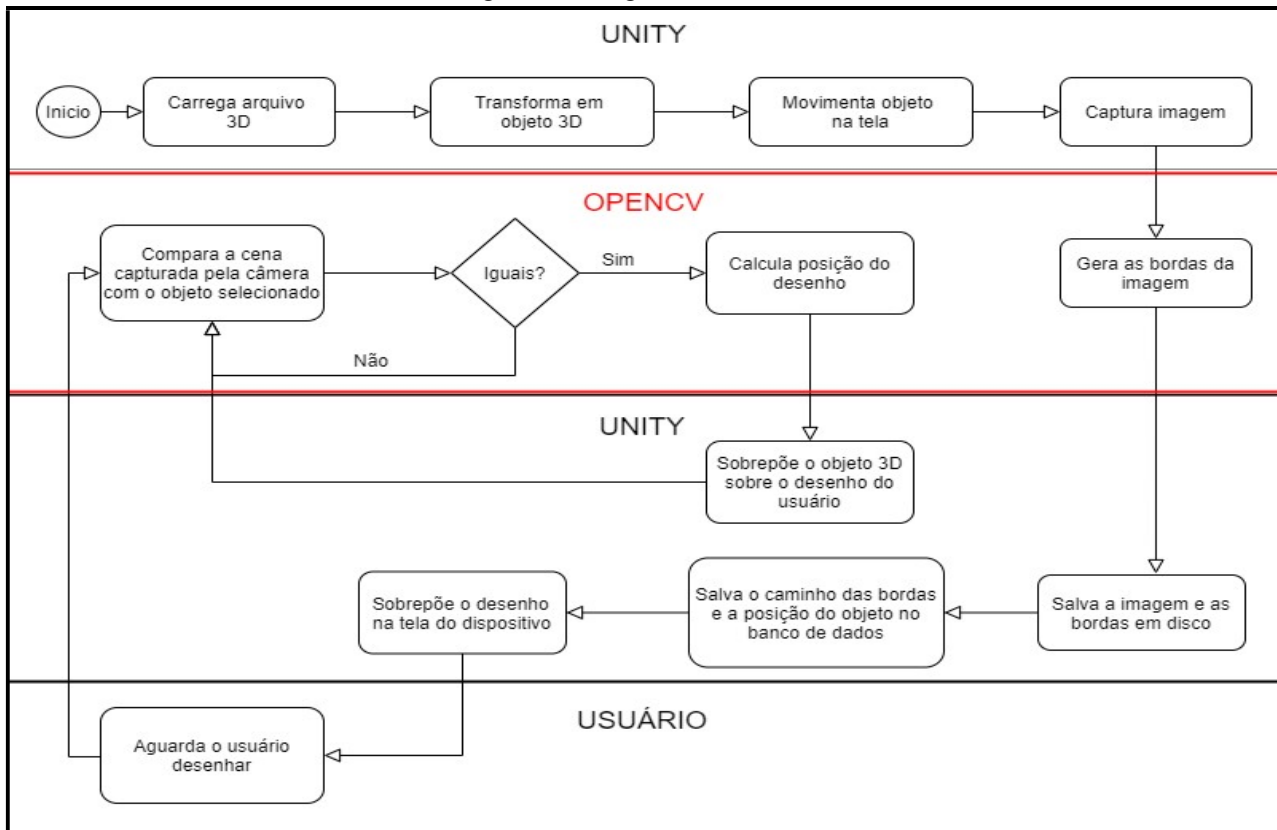 UNITY
Inicio
Carrega arquivo
3D
Transforma em
objeto 3D
Movimenta objeto
na tela
Captura imagem
OPENCV
Compara a cena
capturada pela câmera
com o objeto selecionado
Iguais?
Sim
Não
Calcula posição do
desenho
Gera as bordas da
imagem
UNITY
Sobrepõe o objeto 3D
sobre o desenho do
usuário
Sobrepõe o desenho
na tela do dispositivo
Salva o caminho das bordas
e a posição do objeto no
banco de dados
Salva a imagem e as
bordas em disco
USUÁRIO
Aguarda o usuário
desenhar